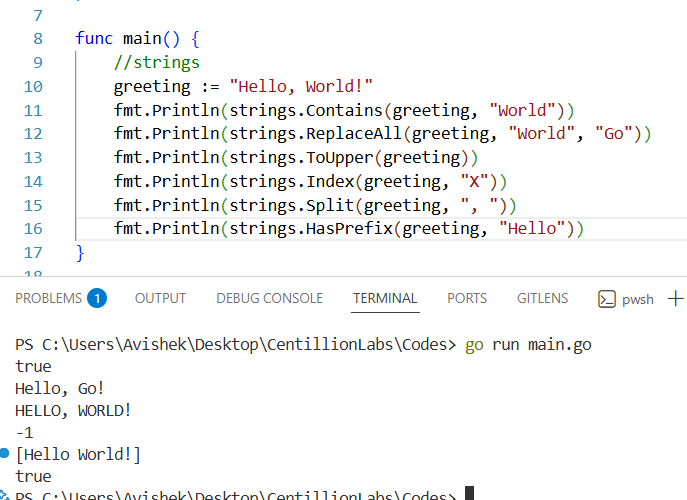 7
8 func main() {
9 //strings
10 greeting := "Hello, World!"
11 fmt.Println(strings.Contains(greeting, "World"))
12 fmt.Println(strings.ReplaceAll(greeting, "World", "Go"))
13 fmt.Println(strings.ToUpper(greeting))
14 fmt.Println(strings.Index(greeting, "X"))
15 fmt.Println(strings.Split(greeting, ", "))
16 fmt.Println(strings.HasPrefix(greeting, "Hello"))
17 }
18
PROBLEMS 1 OUTPUT DEBUG CONSOLE TERMINAL PORTS GITLENS pwsh
PS C:\Users\Avishek\Desktop\CentillionLabs\Codes> go run main.go
true
Hello, Go!
HELLO, WORLD!
-1
[Hello World!]
true
PS C:\Users\Avishek\Desktop\CentillionLabs\Codes>